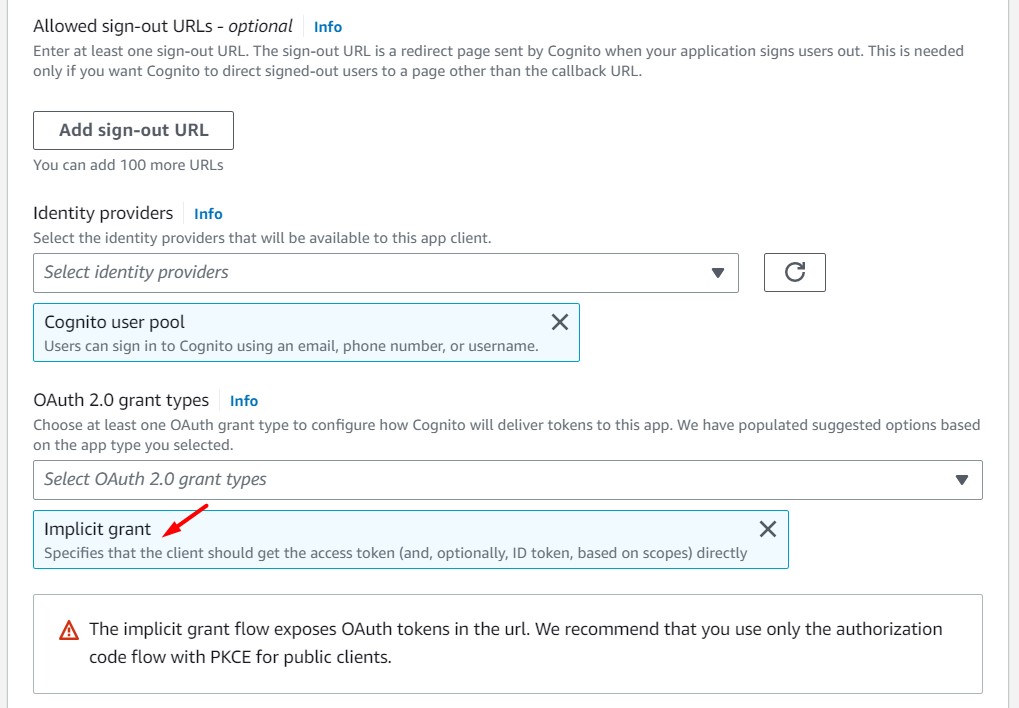 Allowed sign-out URLs - optional Info
Enter at least one sign-out URL. The sign-out URL is a redirect page sent by Cognito when your application signs users out. This is needed
only if you want Cognito to direct signed-out users to a page other than the callback URL.
Add sign-out URL
You can add 100 more URLs
Identity providers Info
Select the identity providers that will be available to this app client.
Select identity providers
Cognito user pool
Users can sign in to Cognito using an email, phone number, or username.
OAuth 2.0 grant types Info
Choose at least one OAuth grant type to configure how Cognito will deliver tokens to this app. We have populated suggested options based
on the app type you selected.
Select OAuth 2.0 grant types
Implicit grant
Specifies that the client should get the access token (and, optionally, ID token, based on scopes) directly
The implicit grant flow exposes OAuth tokens in the url. We recommend that you use only the authorization
code flow with PKCE for public clients.